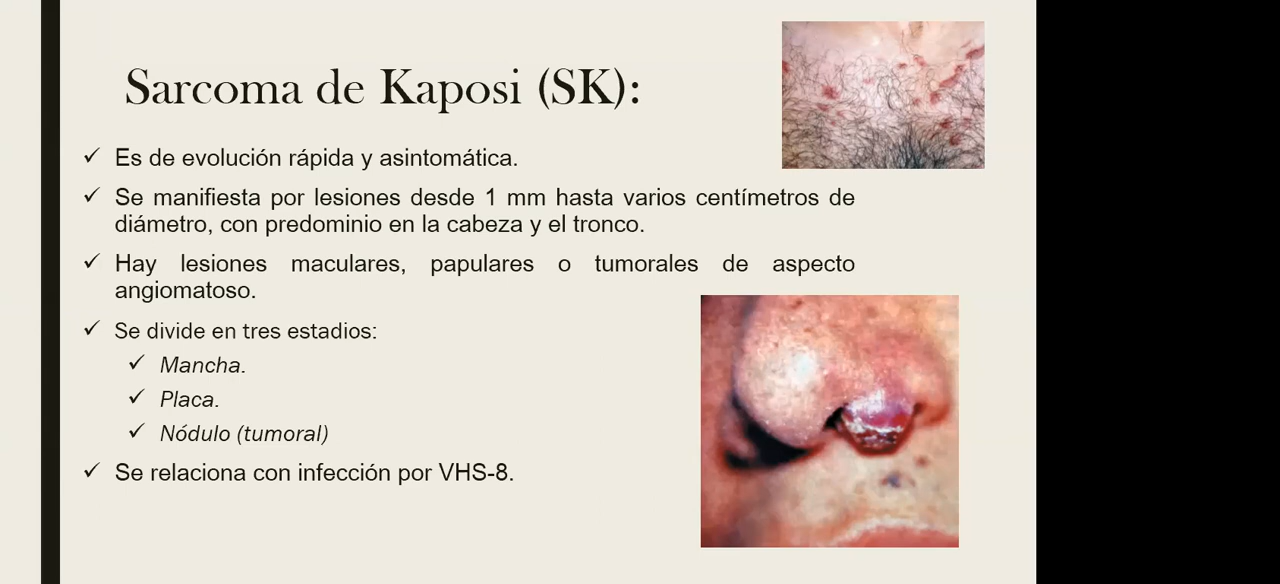 Sarcoma de Kaposi (SK):
✓ Es de evolución rápida y asintomática.
✓ Se manifiesta por lesiones desde 1 mm hasta varios centímetros de
diámetro, con predominio en la cabeza y el tronco.
✓ Hay lesiones maculares, papulares o tumorales de aspecto
angiomatoso.
✓ Se divide en tres estadios:
✓ Mancha.
✓ Placa.
✓ Nódulo (tumoral)
✓ Se relaciona con infección por VHS-8.